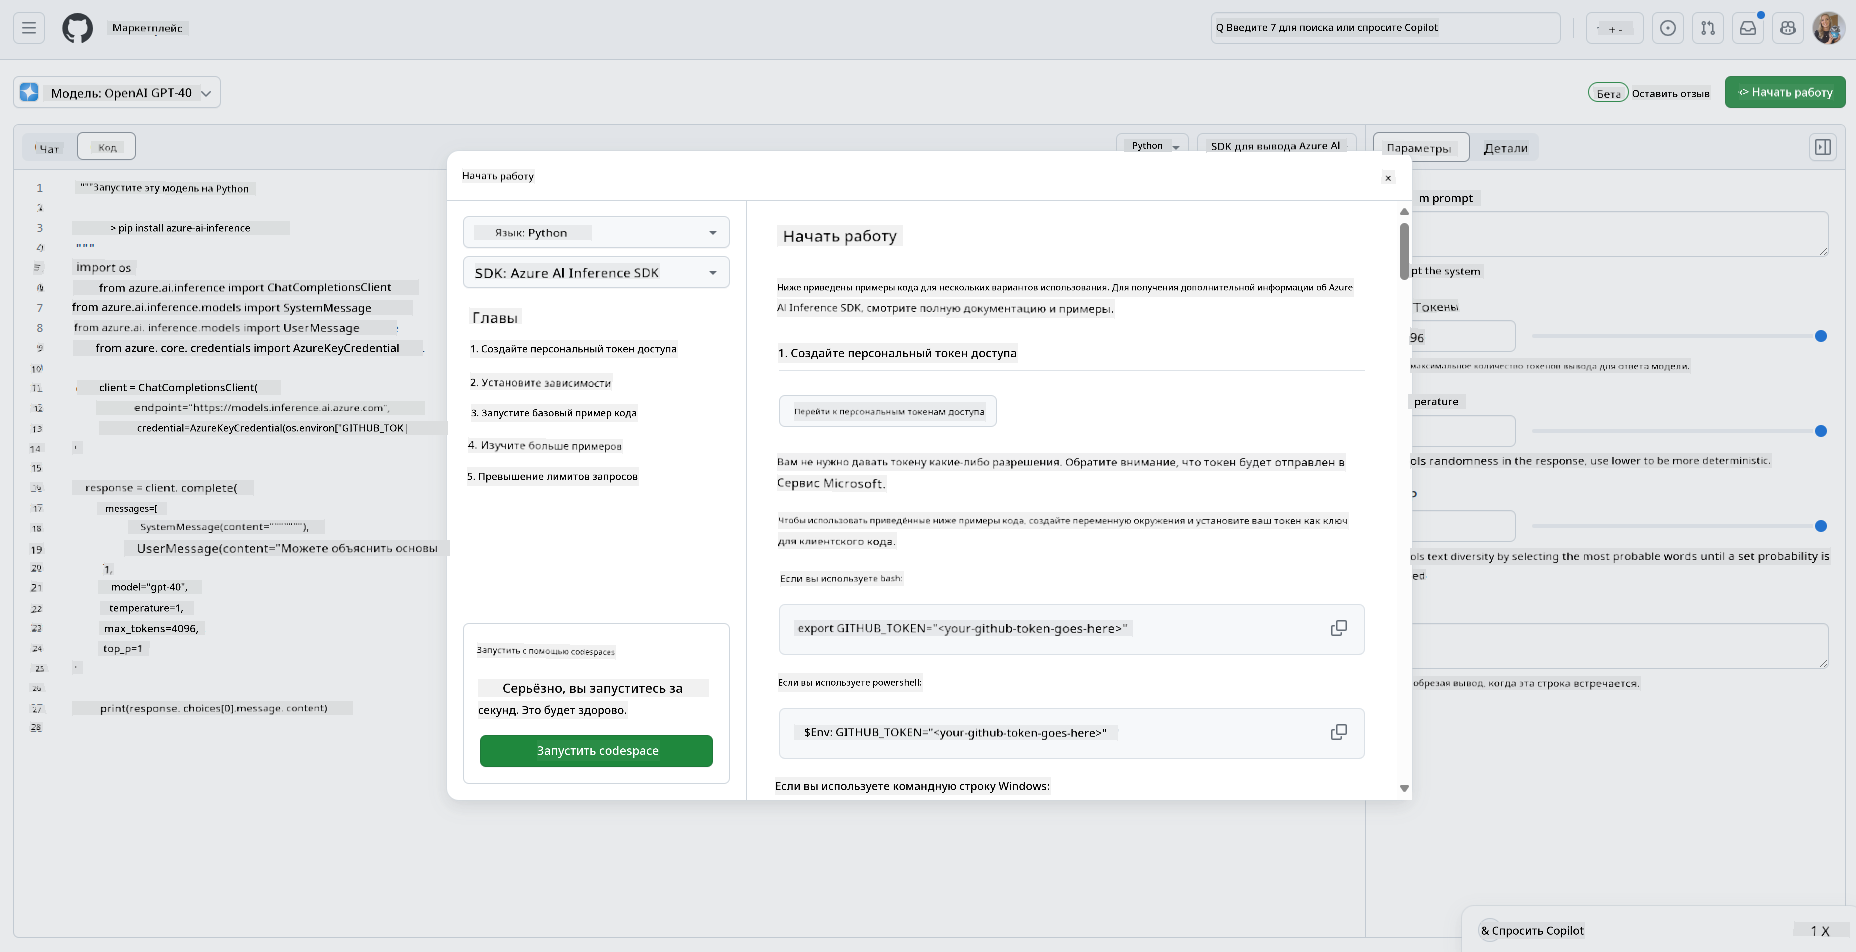 Маркетплейс
Q Введите 7 для поиска или спросите Copilot
+ -
Модель: OpenAI GPT-40
Бета
Оставить отзыв
<> Начать работу
Чат
Код
Python
SDK для вывода Azure AI
Параметры
Детали
1 """Запустите эту модель на Python
2
3 > pip install azure-ai-inference
4 """
5 import os
6 from azure.ai.inference import ChatCompletionsClient
7 from azure.ai.inference.models import SystemMessage
8 from azure.ai. inference.models import UserMessage
9 from azure. core. credentials import AzureKeyCredential
10
11 client = ChatCompletionsClient(
12 endpoint="https://models.inference.ai.azure.com",
13 credential=AzureKeyCredential(os.environ["GITHUB_TOK
14
15
16 response = client. complete(
17 messages=[
18 SystemMessage(content=""""""),
19 UserMessage(content="Можете объяснить основы
20 1,
21 model="gpt-40",
22 temperature=1,
23 max_tokens=4096,
24 top_p=1
25
26
27 print(response. choices[0].message. content)
28
Начать работу
×
Язык: Python
SDK: Azure AI Inference SDK
Главы
1. Создайте персональный токен доступа
2. Установите зависимости
3. Запустите базовый пример кода
4. Изучите больше примеров
5. Превышение лимитов запросов
Запустить с помощью codespaces
Серьёзно, вы запуститесь за
секунд. Это будет здорово.
Запустить codespace
Начать работу
Ниже приведены примеры кода для нескольких вариантов использования. Для получения дополнительной информации об Azure
AI Inference SDK, смотрите полную документацию и примеры.
1. Создайте персональный токен доступа
Перейти к персональным токенам доступа
Вам не нужно давать токену какие-либо разрешения. Обратите внимание, что токен будет отправлен в
Сервис Microsoft.
Чтобы использовать приведённые ниже примеры кода, создайте переменную окружения и установите ваш токен как ключ
для клиентского кода.
Если вы используете bash:
export GITHUB_TOKEN="<your-github-token-goes-here>"
Если вы используете powershell:
$Env: GITHUB_TOKEN="<your-github-token-goes-here>"
Если вы используете командную строку Windows:
m prompt
pt the system
Токены
96
максимальное количество токенов вывода для ответа модели.
perature
ols randomness in the response, use lower to be more deterministic.
ols text diversity by selecting the most probable words until a set probability is
ed
обрезая вывод, когда эта строка встречается.
& Спросить Copilot
1 X